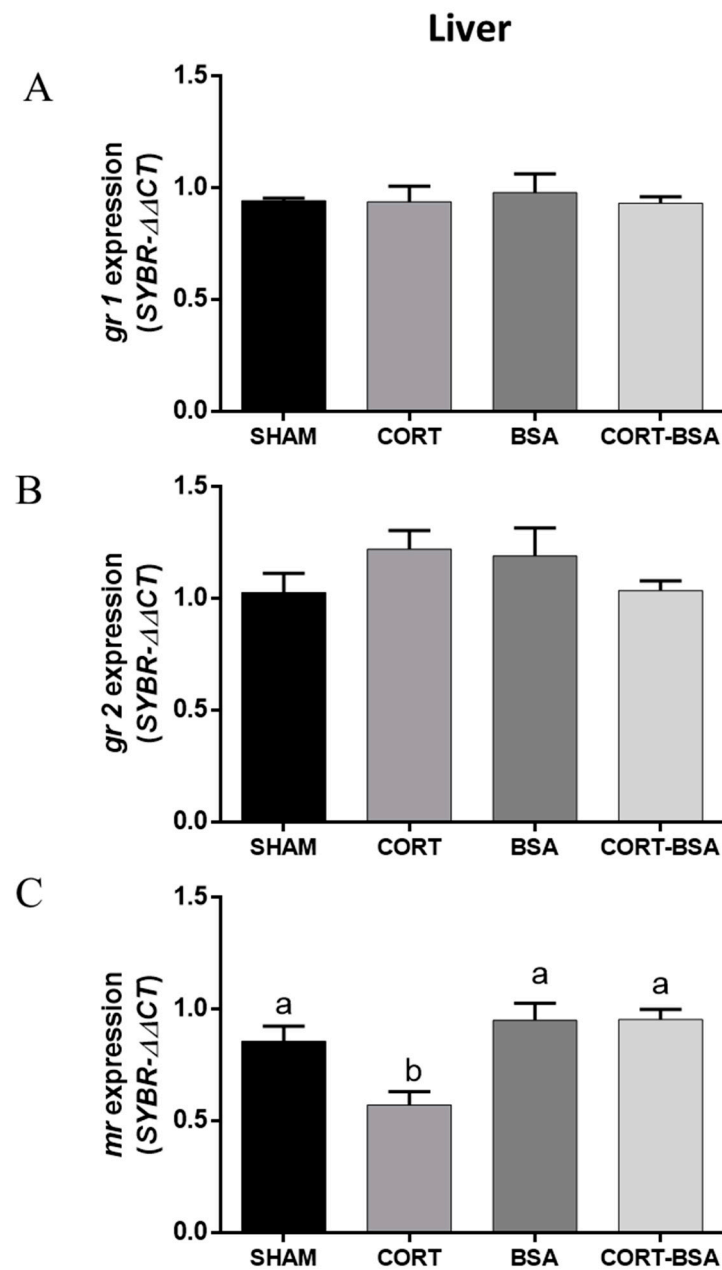 Liver
A
gr 1 expression
(SYBR-ΔΔCT)
1.5
1.0
0.5
0.0
SHAM CORT BSA CORT-BSA
B
gr 2 expression
(SYBR-ΔΔCT)
1.5
1.0
0.5
0.0
SHAM CORT BSA CORT-BSA
C
mr expression
(SYBR-ΔΔCT)
1.5
1.0
0.5
0.0
a b a a
SHAM CORT BSA CORT-BSA